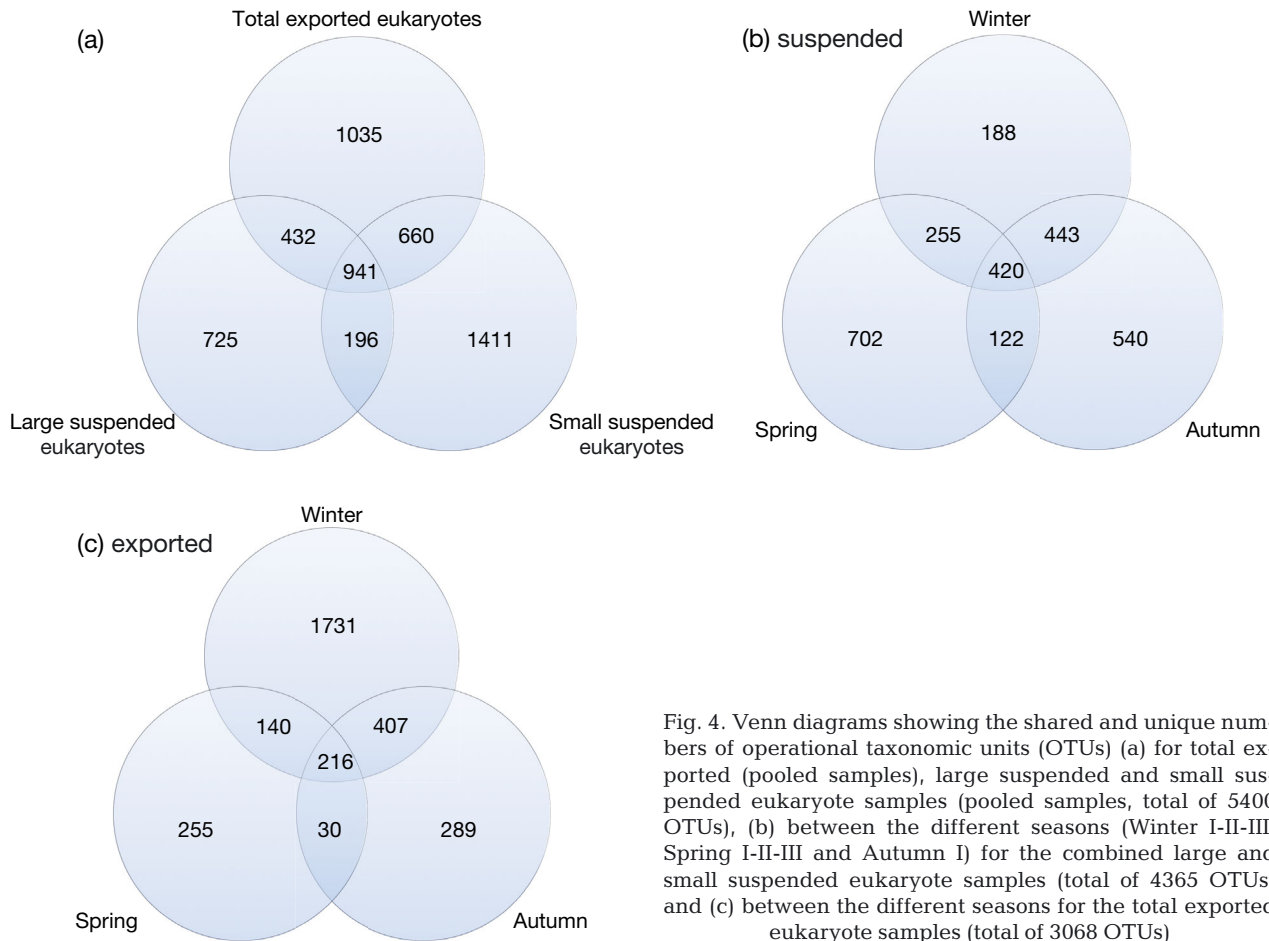 (a)
Total exported eukaryotes
1035
432
660
941
725
196
1411
Large suspended
eukaryotes
Small suspended
eukaryotes
(b) suspended
Winter
188
255
443
420
702
122
540
Spring
Autumn
(c) exported
Winter
1731
140
407
216
255
30
289
Spring
Autumn
Fig. 4. Venn diagrams showing the shared and unique num
bers of operational taxonomic units (OTUs) (a) for total ex
ported (pooled samples), large suspended and small sus
pended eukaryote samples (pooled samples, total of 5400
OTUs), (b) between the different seasons (Winter I-II-III
Spring I-II-III and Autumn I) for the combined large and
small suspended eukaryote samples (total of 4365 OTUs
and (c) between the different seasons for the total exported
eukaryote samples (total of 3068 OTUs)